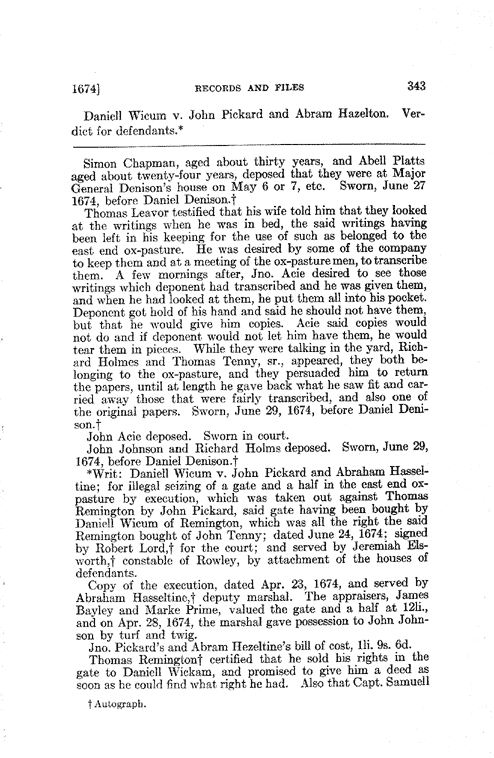 1674]
RECORDS AND FILES
343
Daniell Wicum v. John Pickard and Abram Hazelton. Ver-
dict for defendants.*
Simon Chapman, aged about thirty years, and Abell Platts
aged about twenty-four years, deposed that they were at Major
General Denison's house on May 6 or 7, etc. Sworn, June 27
1674, before Daniel Denison.†
Thomas Leavor testified that his wife told him that they looked
at the writings when he was in bed, the said writings having
been left in his keeping for the use of such as belonged to the
east end ox-pasture. He was desired by some of the company
to keep them and at a meeting of the ox-pasture men, to transcribe
them. A few mornings after, Jno. Acie desired to see those
writings which deponent had transcribed and he was given them,
and when he had looked at them, he put them all into his pocket.
Deponent got hold of his hand and said he should not have them,
but that he would give him copies. Acie said copies would
not do and if deponent would not let him have them, he would
tear them in pieces. While they were talking in the yard, Rich-
ard Holmes and Thomas Tenny, sr., appeared, they both be-
longing to the ox-pasture, and they persuaded him to return
the papers, until at length he gave back what he saw fit and car-
ried away those that were fairly transcribed, and also one of
the original papers. Sworn, June 29, 1674, before Daniel Deni-
son.†
John Acie deposed. Sworn in court.
John Johnson and Richard Holms deposed. Sworn, June 29,
1674, before Daniel Denison.†
*Writ: Daniell Wicum v. John Pickard and Abraham Hassel-
tine; for illegal seizing of a gate and a half in the east end ox-
pasture by execution, which was taken out against Thomas
Remington by John Pickard, said gate having been bought by
Daniell Wicum of Remington, which was all the right the said
Remington bought of John Tenny; dated June 24, 1674; signed
by Robert Lord,† for the court; and served by Jeremiah Els-
worth,† constable of Rowley, by attachment of the houses of
defendants.
Copy of the execution, dated Apr. 23, 1674, and served by
Abraham Hasseltine,† deputy marshal. The appraisers, James
Bayley and Marke Prime, valued the gate and a half at 12li.,
and on Apr. 28, 1674, the marshal gave possession to John John-
son by turf and twig.
Jno. Pickard's and Abram Hezeltine's bill of cost, 1li. 9s. 6d.
Thomas Remington† certified that he sold his rights in the
gate to Daniell Wickam, and promised to give him a deed as
soon as he could find what right he had. Also that Capt. Samuell
† Autograph.